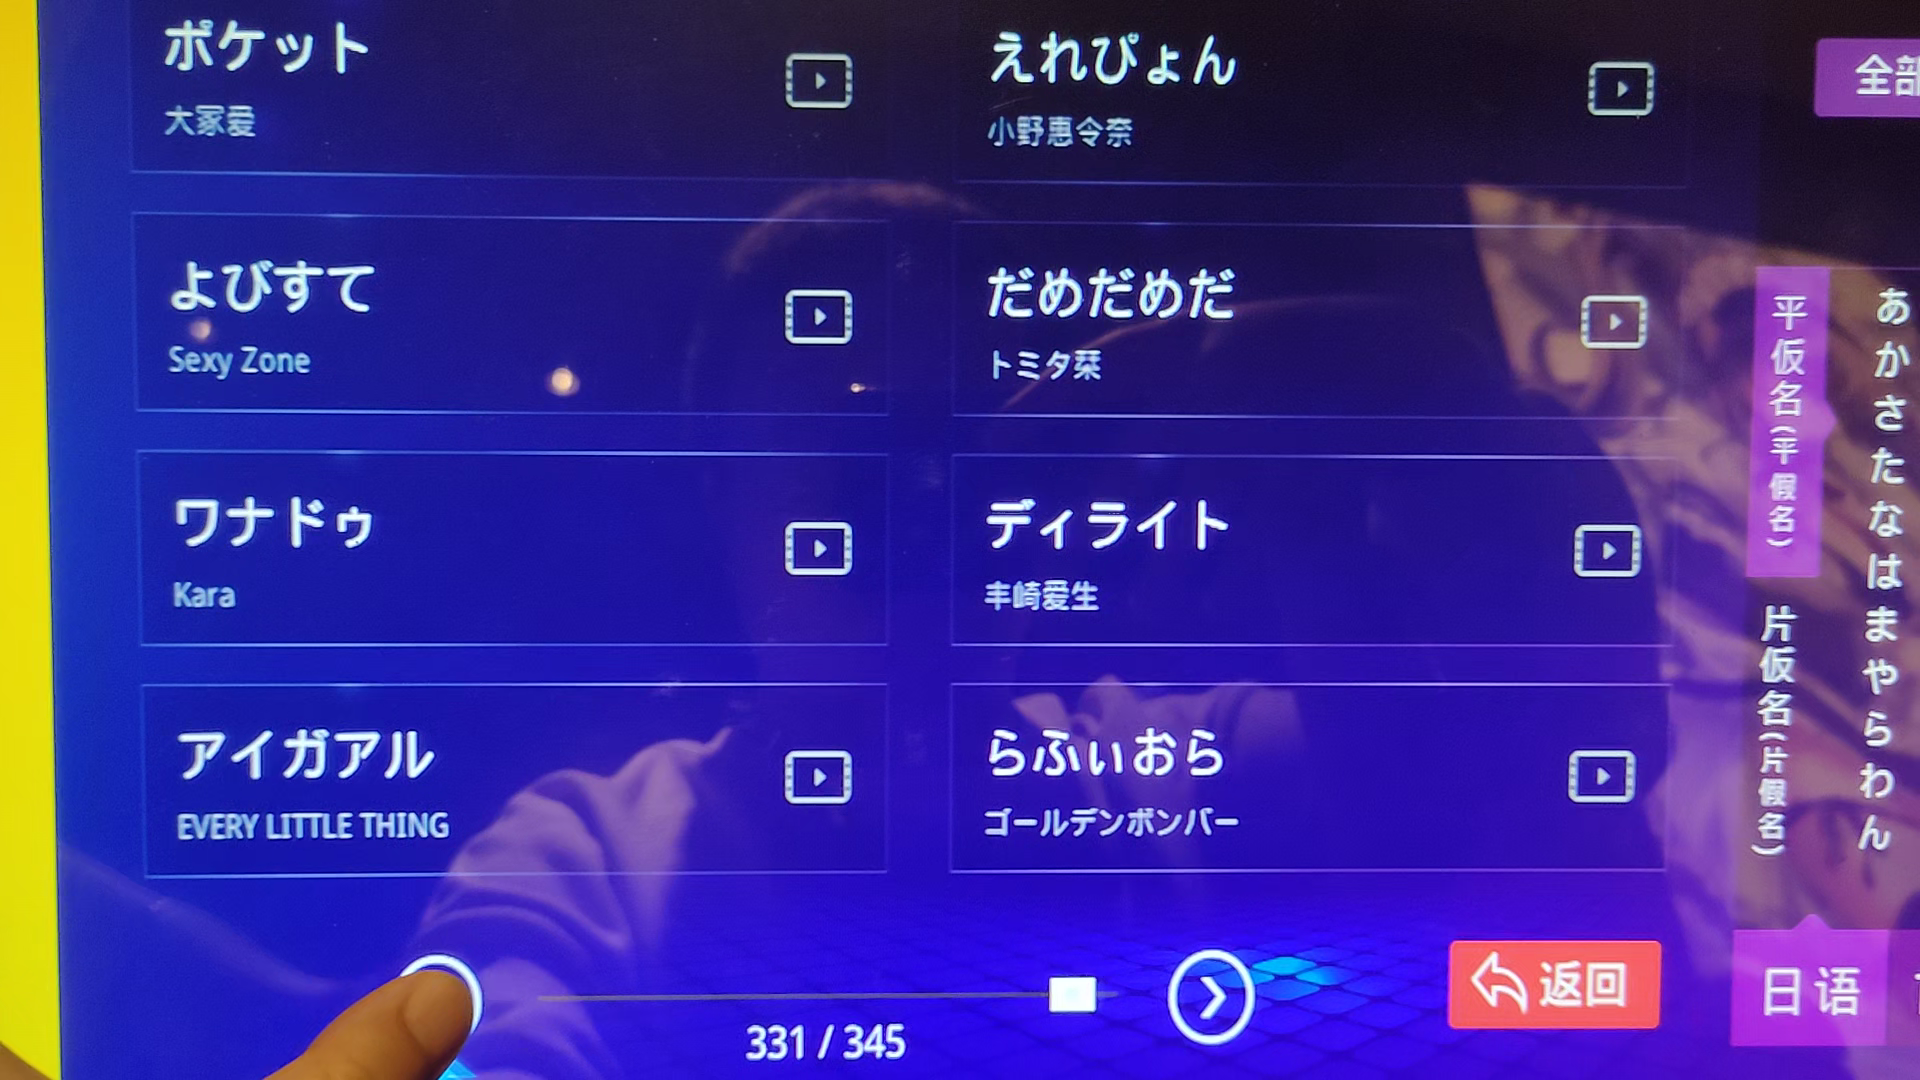 ポケット
大冢爱
えれぴょん
小野惠令奈
よびすて
Sexy Zone
だめだめだ
トミタ栞
ワナドゥ
Kara
ディライト
丰崎爱生
アイガアル
EVERY LITTLE THING
らふぃおら
ゴールデンボンバー
331 / 345
返回
全部
平仮名(平假名)
片仮名(片假名)
あかさたなはまやらわん
日语